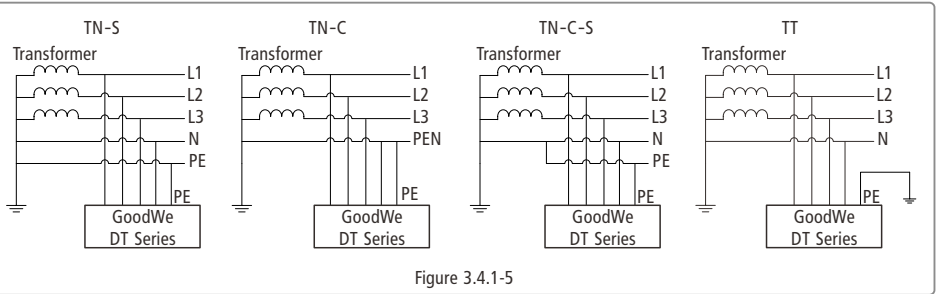 TN-S
Transformer
L1
L2
L3
N
PE
PE
GoodWe
DT Series
TN-C
Transformer
L1
L2
L3
PEN
PE
GoodWe
DT Series
TN-C-S
Transformer
L1
L2
L3
N
PE
PE
GoodWe
DT Series
TT
Transformer
L1
L2
L3
N
PE
GoodWe
DT Series
Figure 3.4.1-5